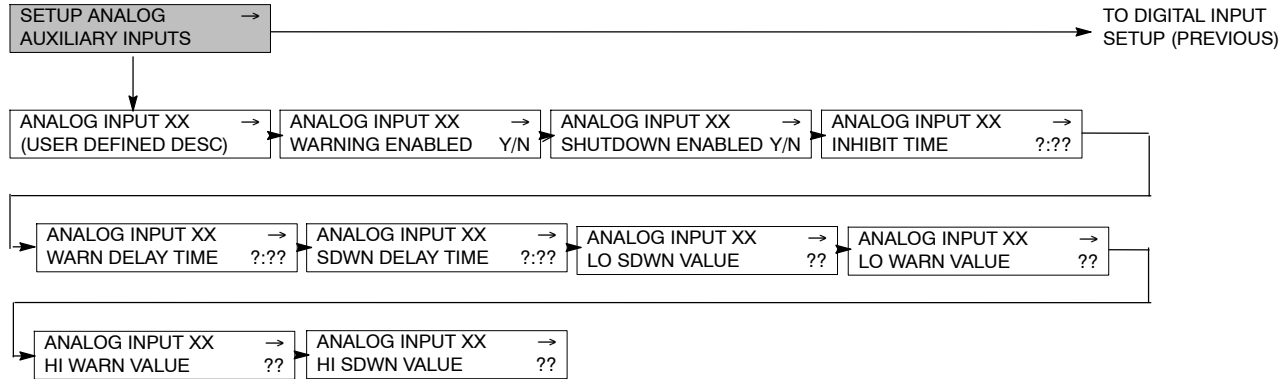 SETUP ANALOG →
AUXILIARY INPUTS
TO DIGITAL INPUT
SETUP (PREVIOUS)
ANALOG INPUT XX →
(USER DEFINED DESC)
ANALOG INPUT XX →
WARNING ENABLED Y/N
ANALOG INPUT XX →
SHUTDOWN ENABLED Y/N
ANALOG INPUT XX →
INHIBIT TIME ?:??
ANALOG INPUT XX →
WARN DELAY TIME ?:??
ANALOG INPUT XX →
SDWN DELAY TIME ?:??
ANALOG INPUT XX →
LO SDWN VALUE ??
ANALOG INPUT XX →
LO WARN VALUE ??
ANALOG INPUT XX →
HI WARN VALUE ??
ANALOG INPUT XX →
HI SDWN VALUE ??